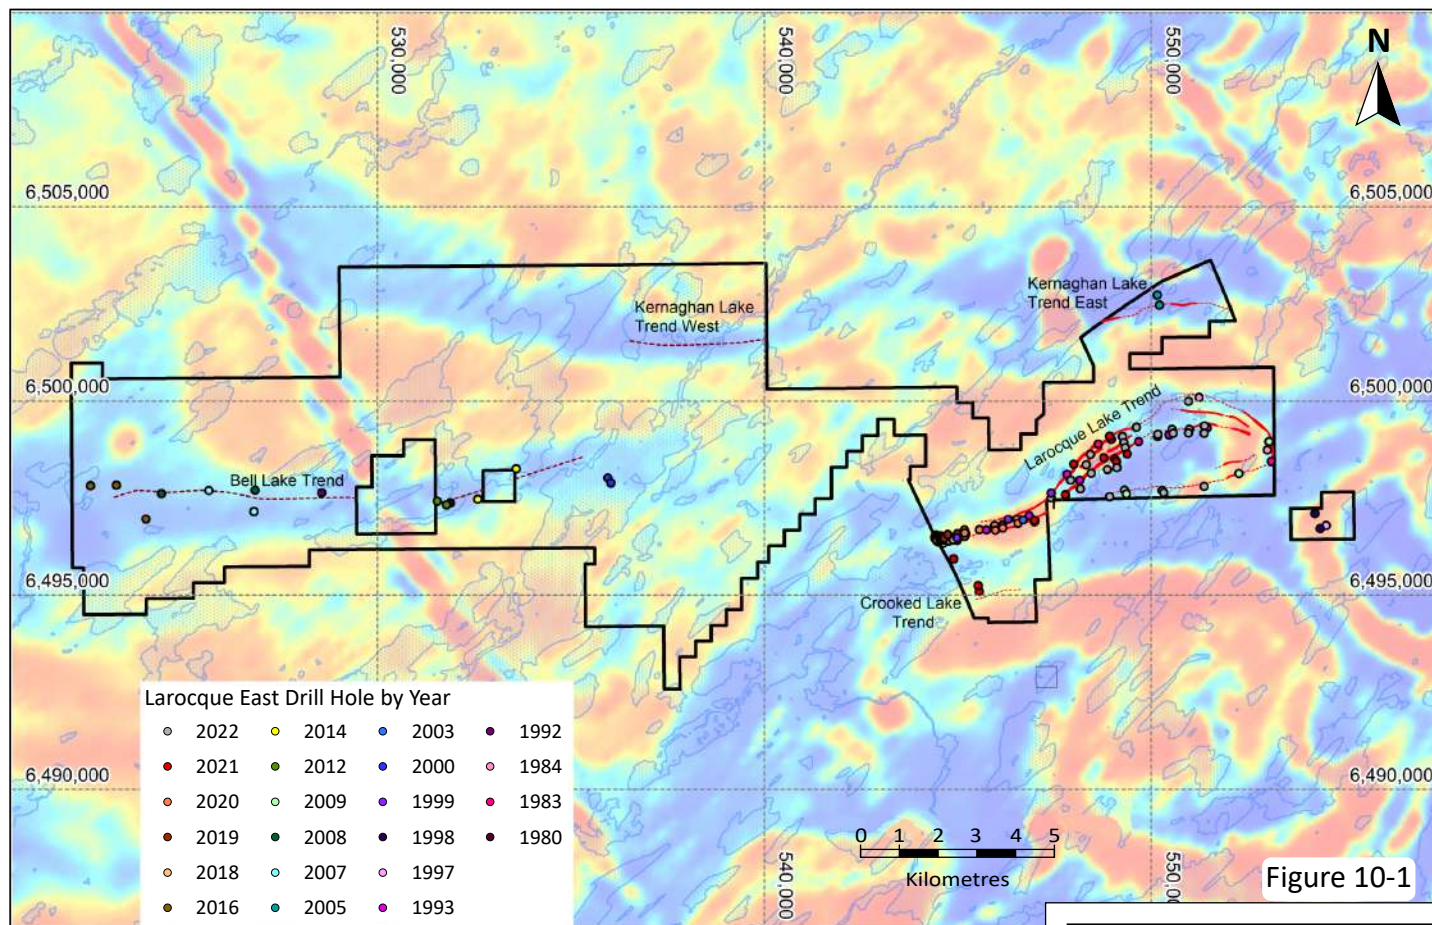 530,000
540,000
550,000
N
6,505,000
6,505,000
Kernaghan Lake
Trend West
Kernaghan Lake
Trend East
6,500,000
6,500,000
Larocque Lake Trend
Bell Lake Trend
6,495,000
6,495,000
Crooked Lake
Trend
6,490,000
6,490,000
Larocque East Drill Hole by Year
2022 2014 2003 1992
2021 2012 2000 1984
2020 2009 1999 1983
2019 2008 1998 1980
2018 2007 1997
2016 2005 1993
0 1 2 3 4 5
Kilometres
540,000
550,000
Figure 10-1